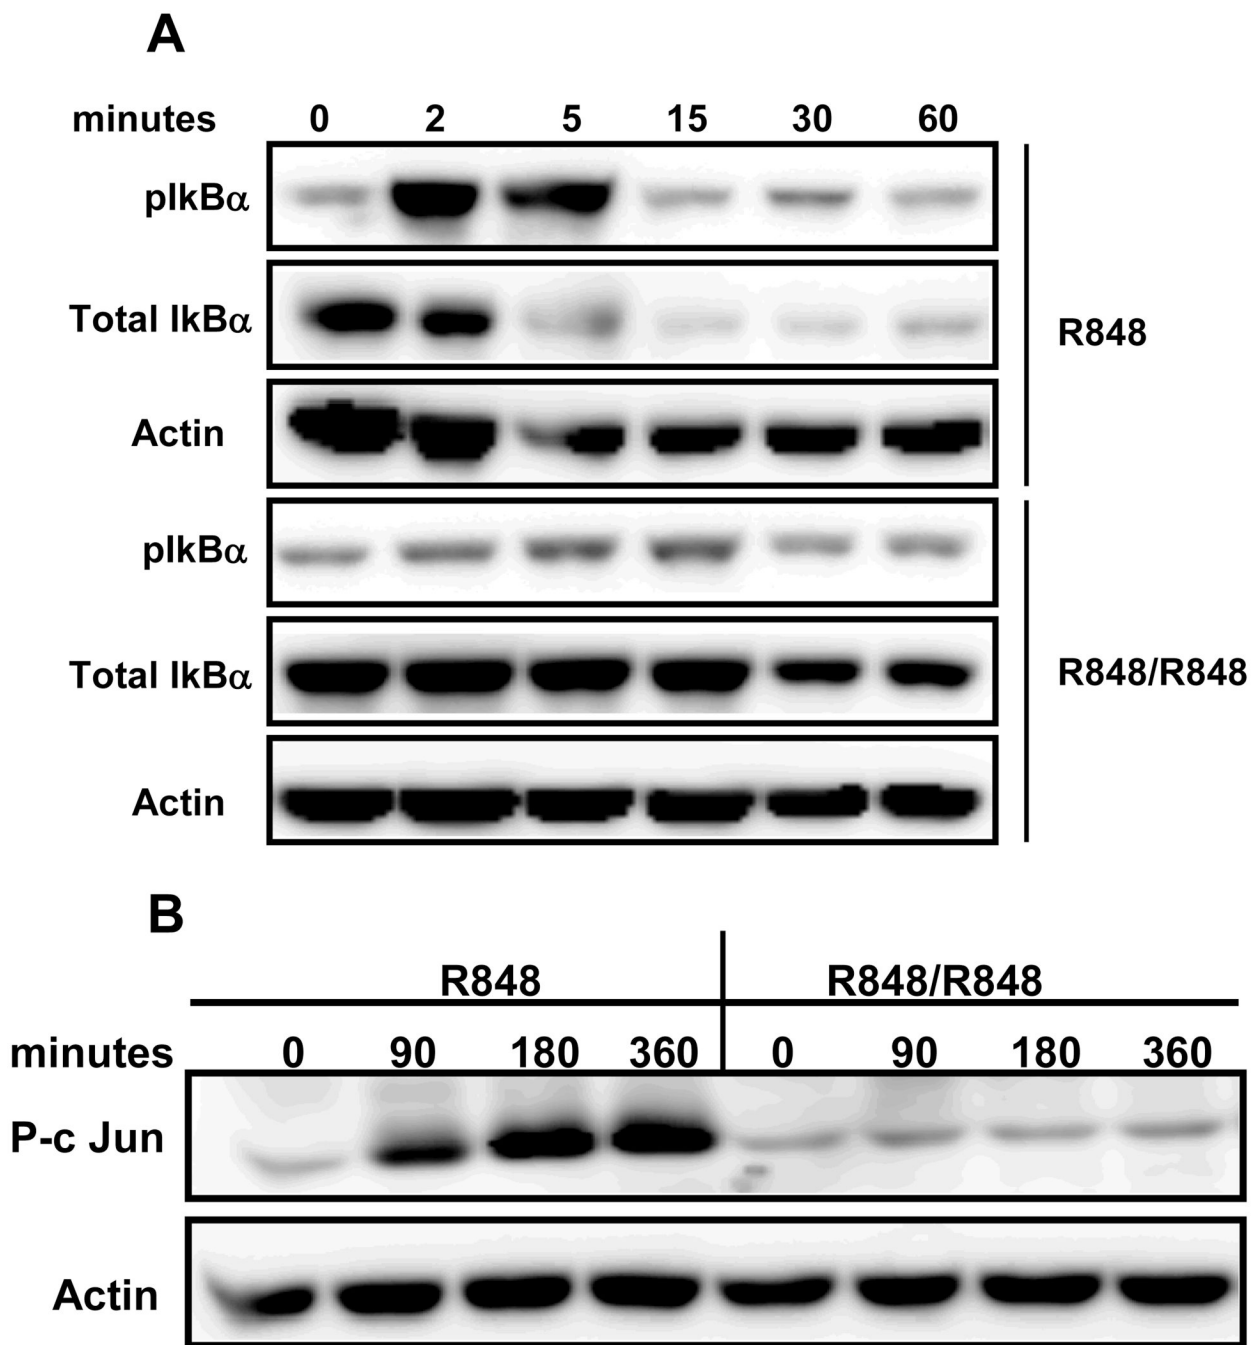 A
minutes 0 2 5 15 30 60
pIkBα
Total IkBα
R848
Actin
pIkBα
Total IkBα
R848/R848
Actin
B
R848 R848/R848
minutes 0 90 180 360 0 90 180 360
P-c Jun
Actin